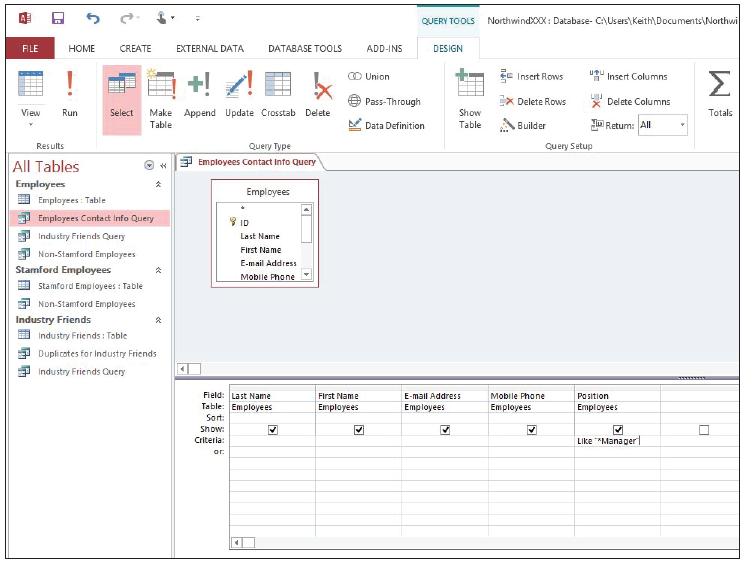 QUERY TOOLS NorthwindXXX : Database- C:\Users\Keith\Documents\Northwi
FILE HOME CREATE EXTERNAL DATA DATABASE TOOLS ADD-INS DESIGN
View Run Select Make Table Append Update Crosstab Delete
Union
Pass-Through
Data Definition
Show Table
Insert Rows
Delete Rows
Builder
Insert Columns
Delete Columns
Return: All
Totals
Results Query Type Query Setup
All Tables
Employees
Employees : Table
Employees Contact Info Query
Industry Friends Query
Non-Stamford Employees
Stamford Employees
Stamford Employees : Table
Non-Stamford Employees
Industry Friends
Industry Friends : Table
Duplicates for Industry Friends
Industry Friends Query
Employees Contact Info Query
Employees
*
ID
Last Name
First Name
E-mail Address
Mobile Phone
Field: Last Name First Name E-mail Address Mobile Phone Position
Table: Employees Employees Employees Employees Employees
Sort:
Show:
Criteria: Like "*Manager"
or: